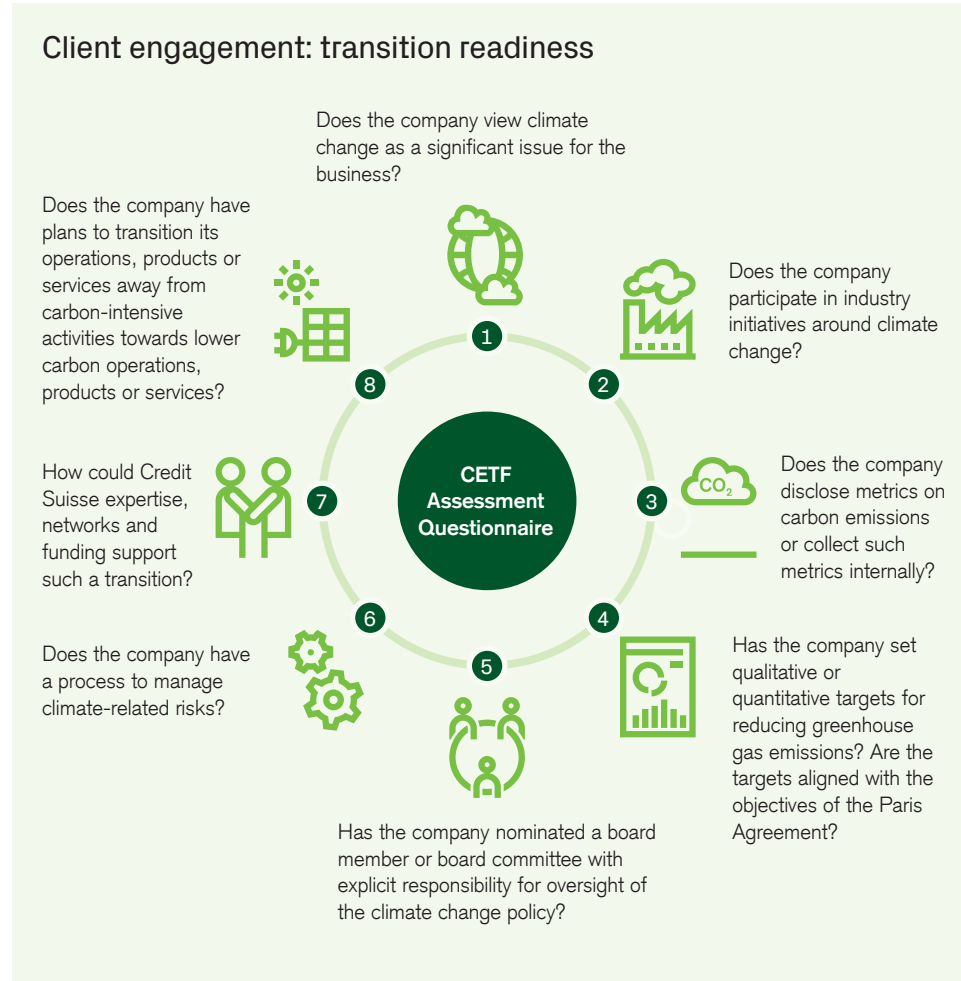 Client engagement: transition readiness
Does the company view climate
change as a significant issue for the
business?
1
Does the company
participate in industry
initiatives around climate
change?
2
CO₂
Does the company
disclose metrics on
carbon emissions
or collect such
metrics internally?
3
Has the company set
qualitative or
quantitative targets for
reducing greenhouse
gas emissions? Are the
targets aligned with the
objectives of the Paris
Agreement?
4
5
Has the company nominated a board
member or board committee with
explicit responsibility for oversight of
the climate change policy?
6
Does the company have
a process to manage
climate-related risks?
7
How could Credit
Suisse expertise,
networks and
funding support
such a transition?
8
Does the company have
plans to transition its
operations, products or
services away from
carbon-intensive
activities towards lower
carbon operations,
products or services?
CETF
Assessment
Questionnaire